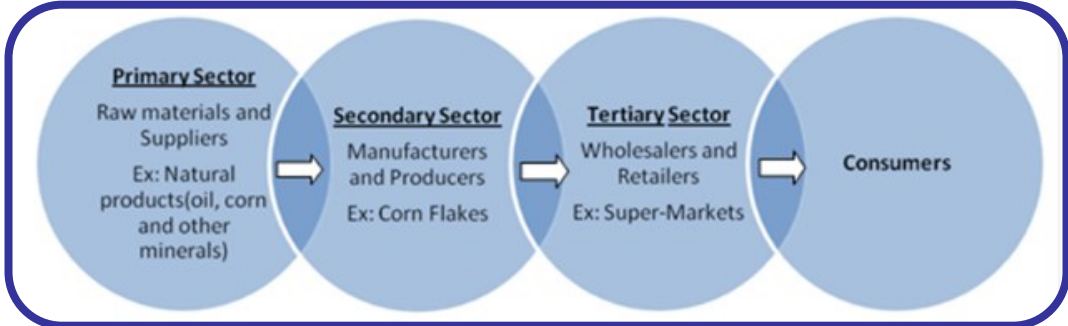 Primary Sector
Raw materials and
Suppliers
Ex: Natural
products(oil, corn
and other
minerals)
Secondary Sector
Manufacturers
and Producers
Ex: Corn Flakes
Tertiary Sector
Wholesalers and
Retailers
Ex: Super-Markets
Consumers